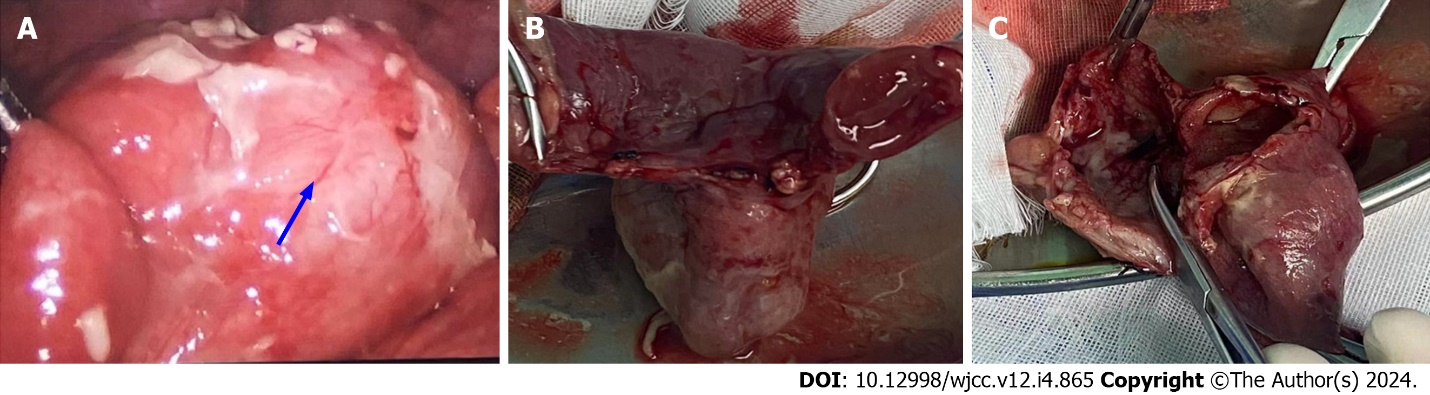 A
B
C
DOI: 10.12998/wjcc.v12.i4.865 Copyright ©The Author(s) 2024.